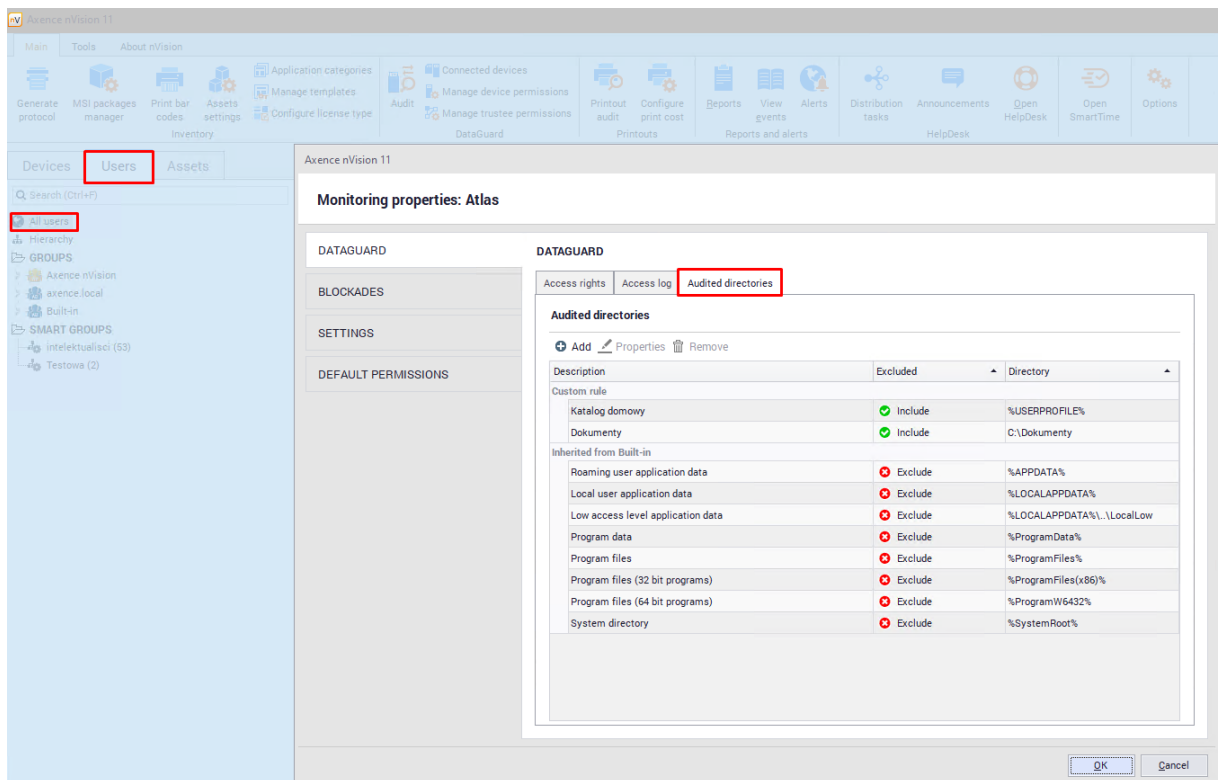 nV Axence nVision 11
Main Tools About nVision
Generate protocol
MSI packages manager
Print bar codes
Assets settings
Application categories
Manage templates
Configure license type
Inventory
Audit
Connected devices
Manage device permissions
Manage trustee permissions
DataGuard
Printout audit
Configure print cost
Printouts
Reports
View events
Alerts
Reports and alerts
Distribution tasks
Announcements
Open HelpDesk
HelpDesk
Open SmartTime
Options
Devices Users Assets
Search (Ctrl+F)
All users
Hierarchy
GROUPS
Axence nVision
axence.local
Built-in
SMART GROUPS
intelektualisci (53)
Testowa (2)
Axence nVision 11
Monitoring properties: Atlas
DATAGUARD
BLOCKADES
SETTINGS
DEFAULT PERMISSIONS
DATAGUARD
Access rights Access log Audited directories
Audited directories
Add Properties Remove
Description Excluded Directory
Custom rule
Katalog domowy Include %USERPROFILE%
Dokumenty Include C:\Dokumenty
Inherited from Built-in
Roaming user application data Exclude %APPDATA%
Local user application data Exclude %LOCALAPPDATA%
Low access level application data Exclude %LOCALAPPDATA%\..\LocalLow
Program data Exclude %ProgramData%
Program files Exclude %ProgramFiles%
Program files (32 bit programs) Exclude %ProgramFiles(x86)%
Program files (64 bit programs) Exclude %ProgramW6432%
System directory Exclude %SystemRoot%
OK Cancel